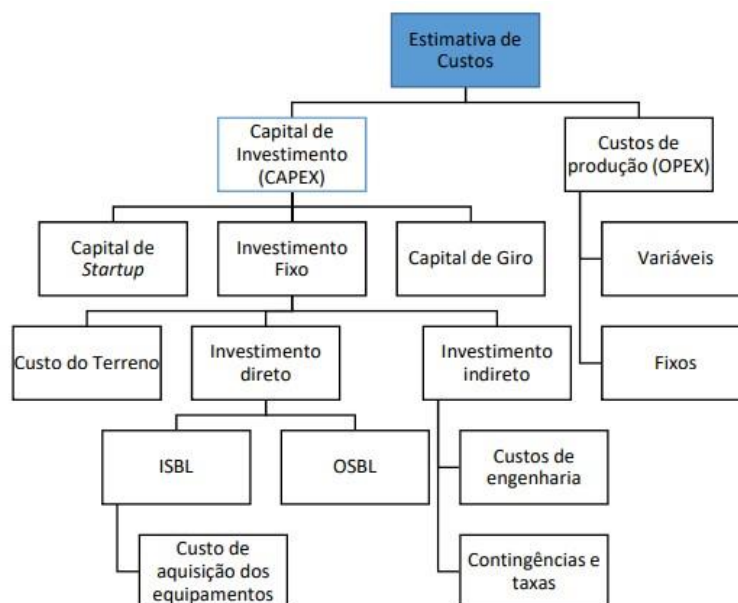 Estimativa de
Custos
Capital de
Investimento
(CAPEX)
Custos de
produção (OPEX)
Capital de
Startup
Investimento
Fixo
Capital de Giro
Variáveis
Custo do Terreno
Investimento
direto
Investimento
indireto
Fixos
ISBL
OSBL
Custos de
engenharia
Custo de
aquisição dos
equipamentos
Contingências e
taxas